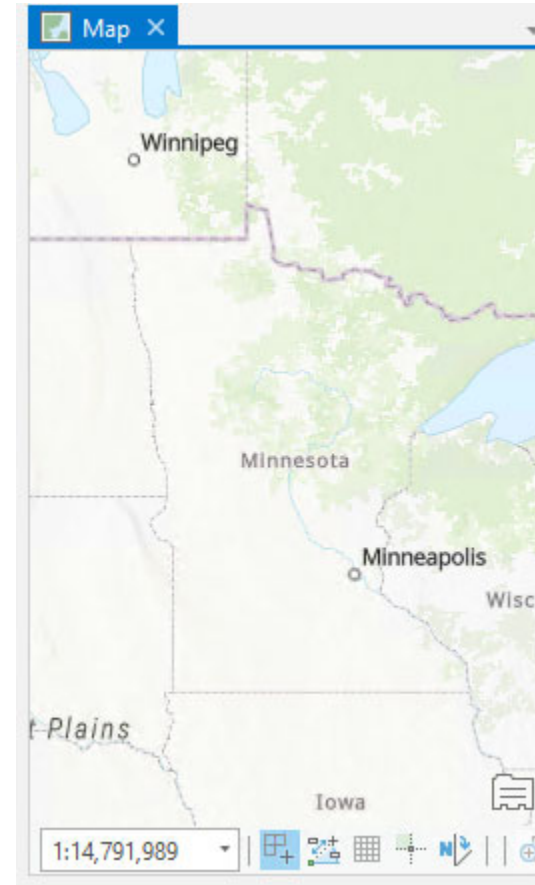 Map
Winnipeg
Minnesota
Minneapolis
Wisc
t Plains
Iowa
1:14,791,989
N